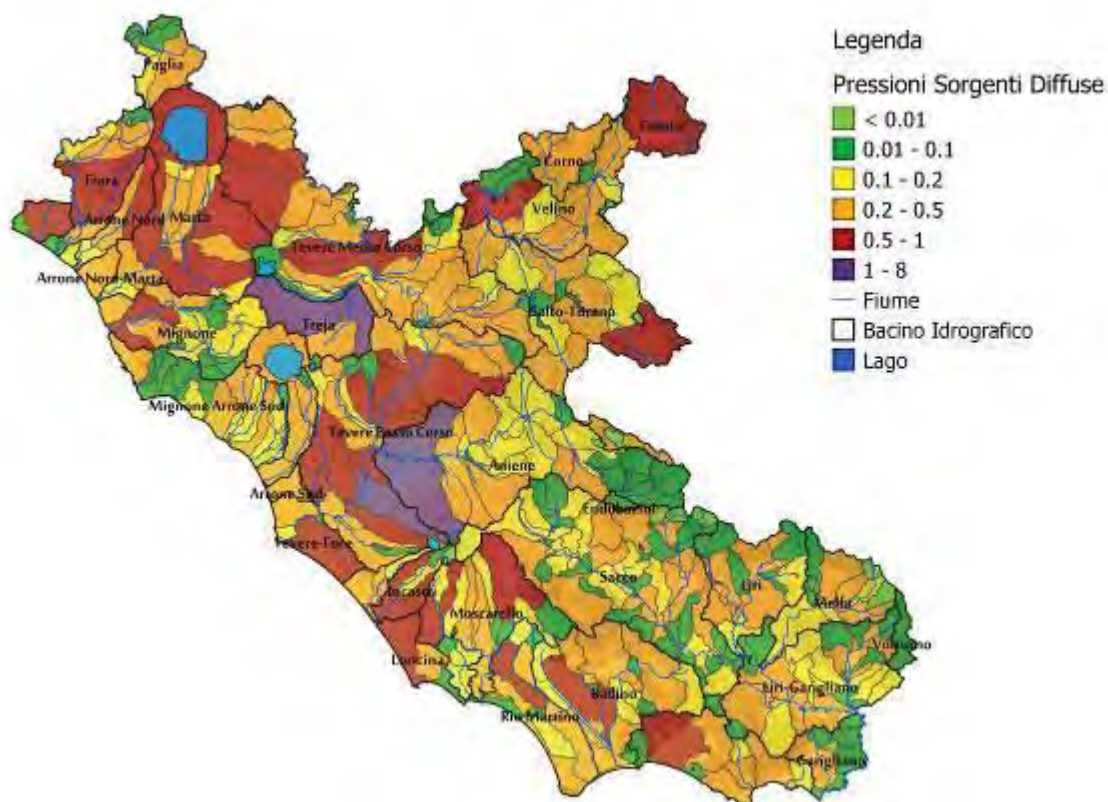 Legenda
Pressioni Sorgenti Diffuse
< 0.01
0.01 - 0.1
0.1 - 0.2
0.2 - 0.5
0.5 - 1
1 - 8
Fiume
Bacino Idrografico
Lago
Paglia
Fiora
Arrone Nord
Marta
Arrone Nord-Marta
Mignone
Mignone Arrone Sud
Treja
Tevere Medio Corso
Corno
Velino
Salto-Turano
Tevere Basso Corso
Aniene
Arrone Sud-
Tevere-Foce
Incastri
Moscarello
Loricina
Rio Martino
Badino
Sacco
Liri
Melfa
Volturno
Liri-Garigliano
Garigliano